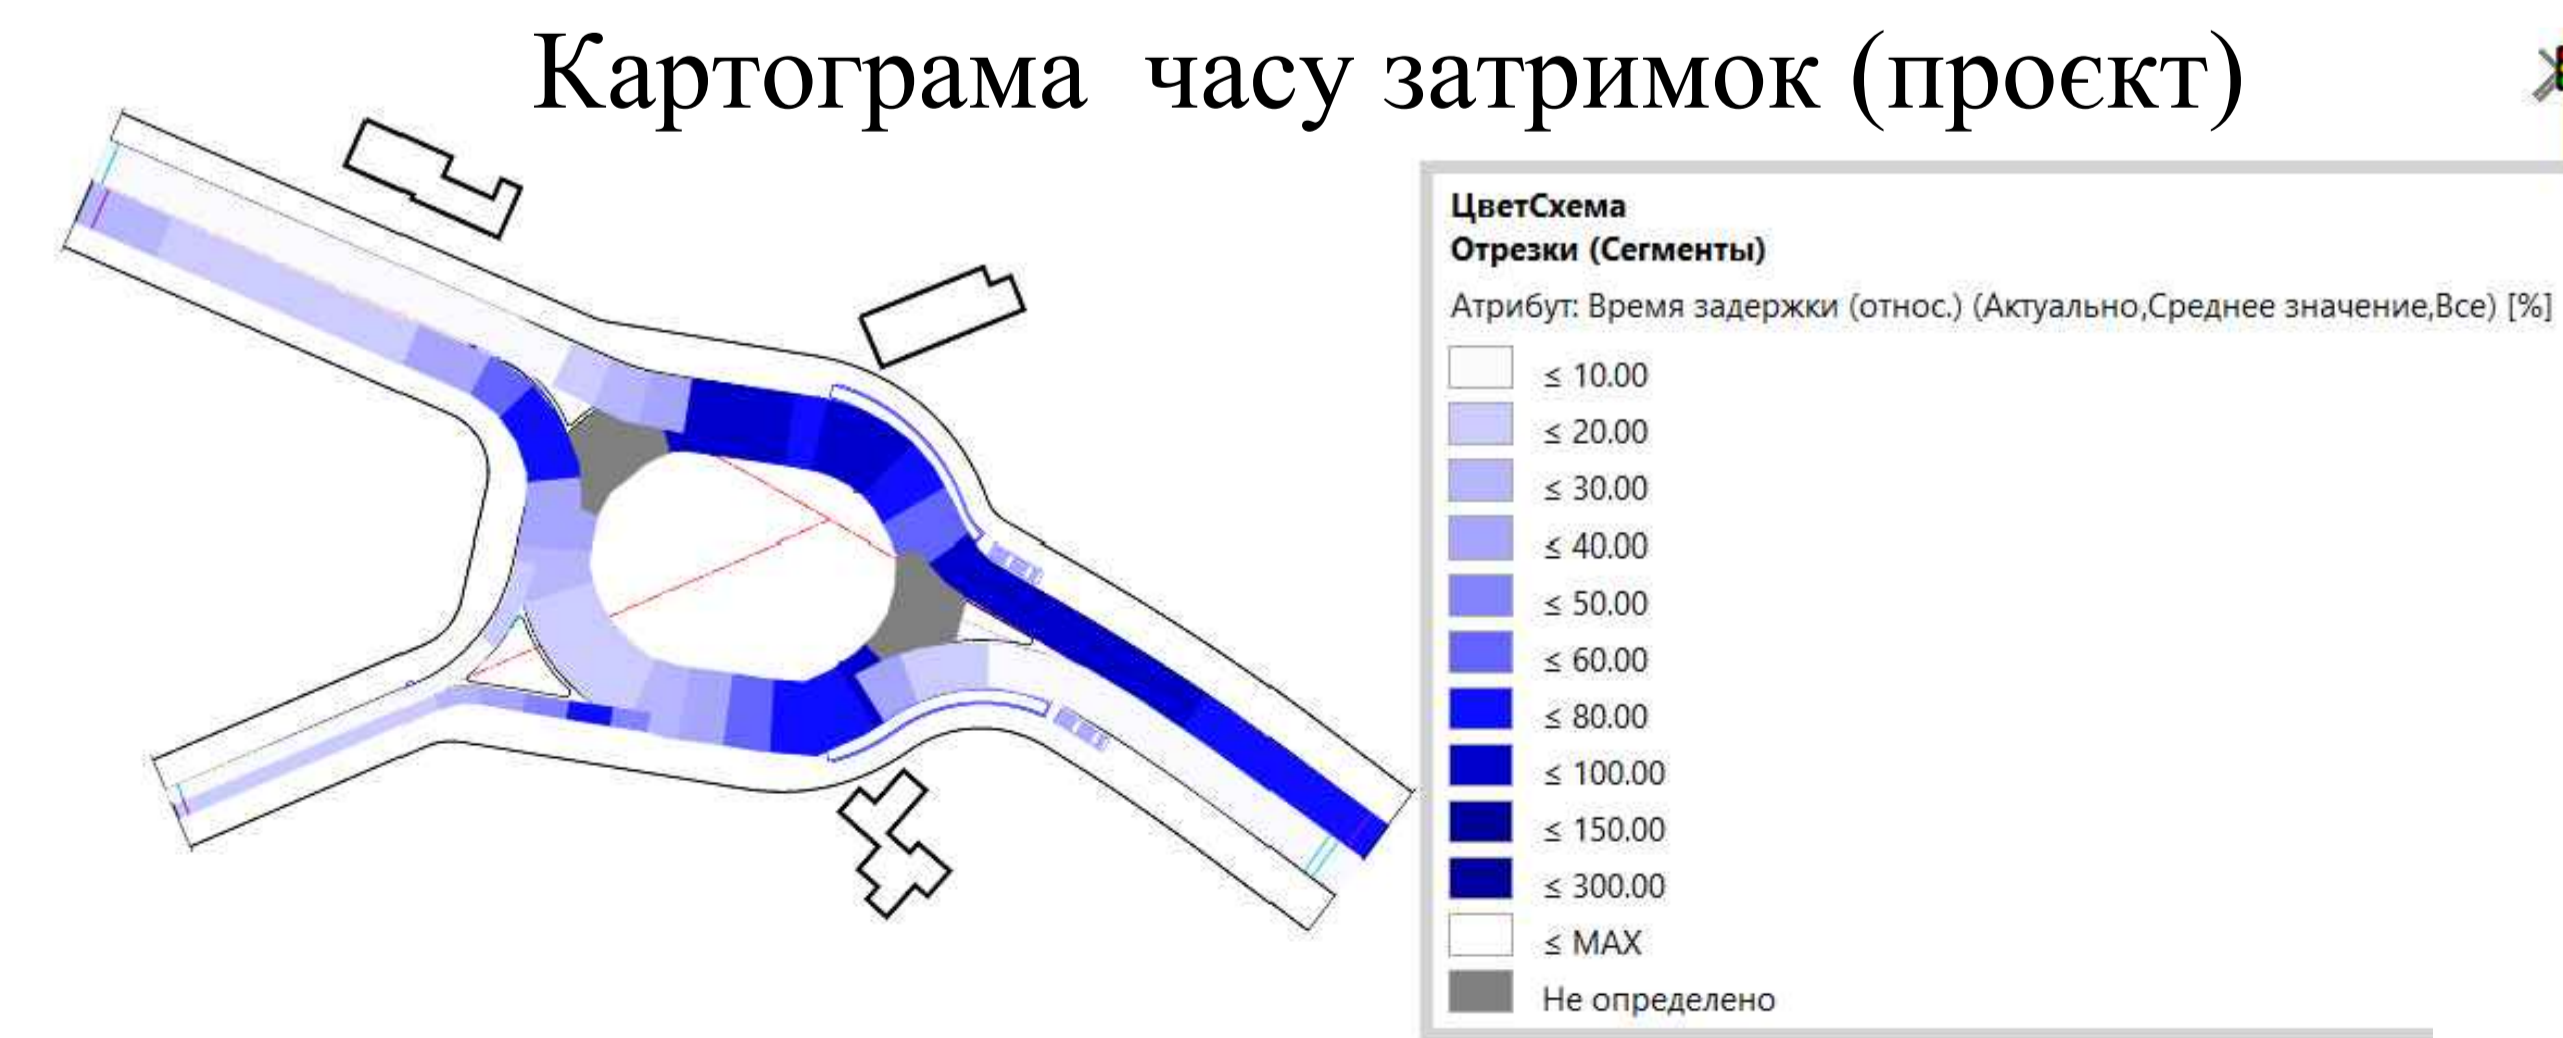 Картограма часу затримок (проєкт)
ЦветСхема
Отрезки (Сегменты)
Атрибут: Время задержки (относ.) (Актуально,Среднее значение,Все) [%]
≤ 10.00
≤ 20.00
≤ 30.00
≤ 40.00
≤ 50.00
≤ 60.00
≤ 80.00
≤ 100.00
≤ 150.00
≤ 300.00
≤ MAX
Не определено